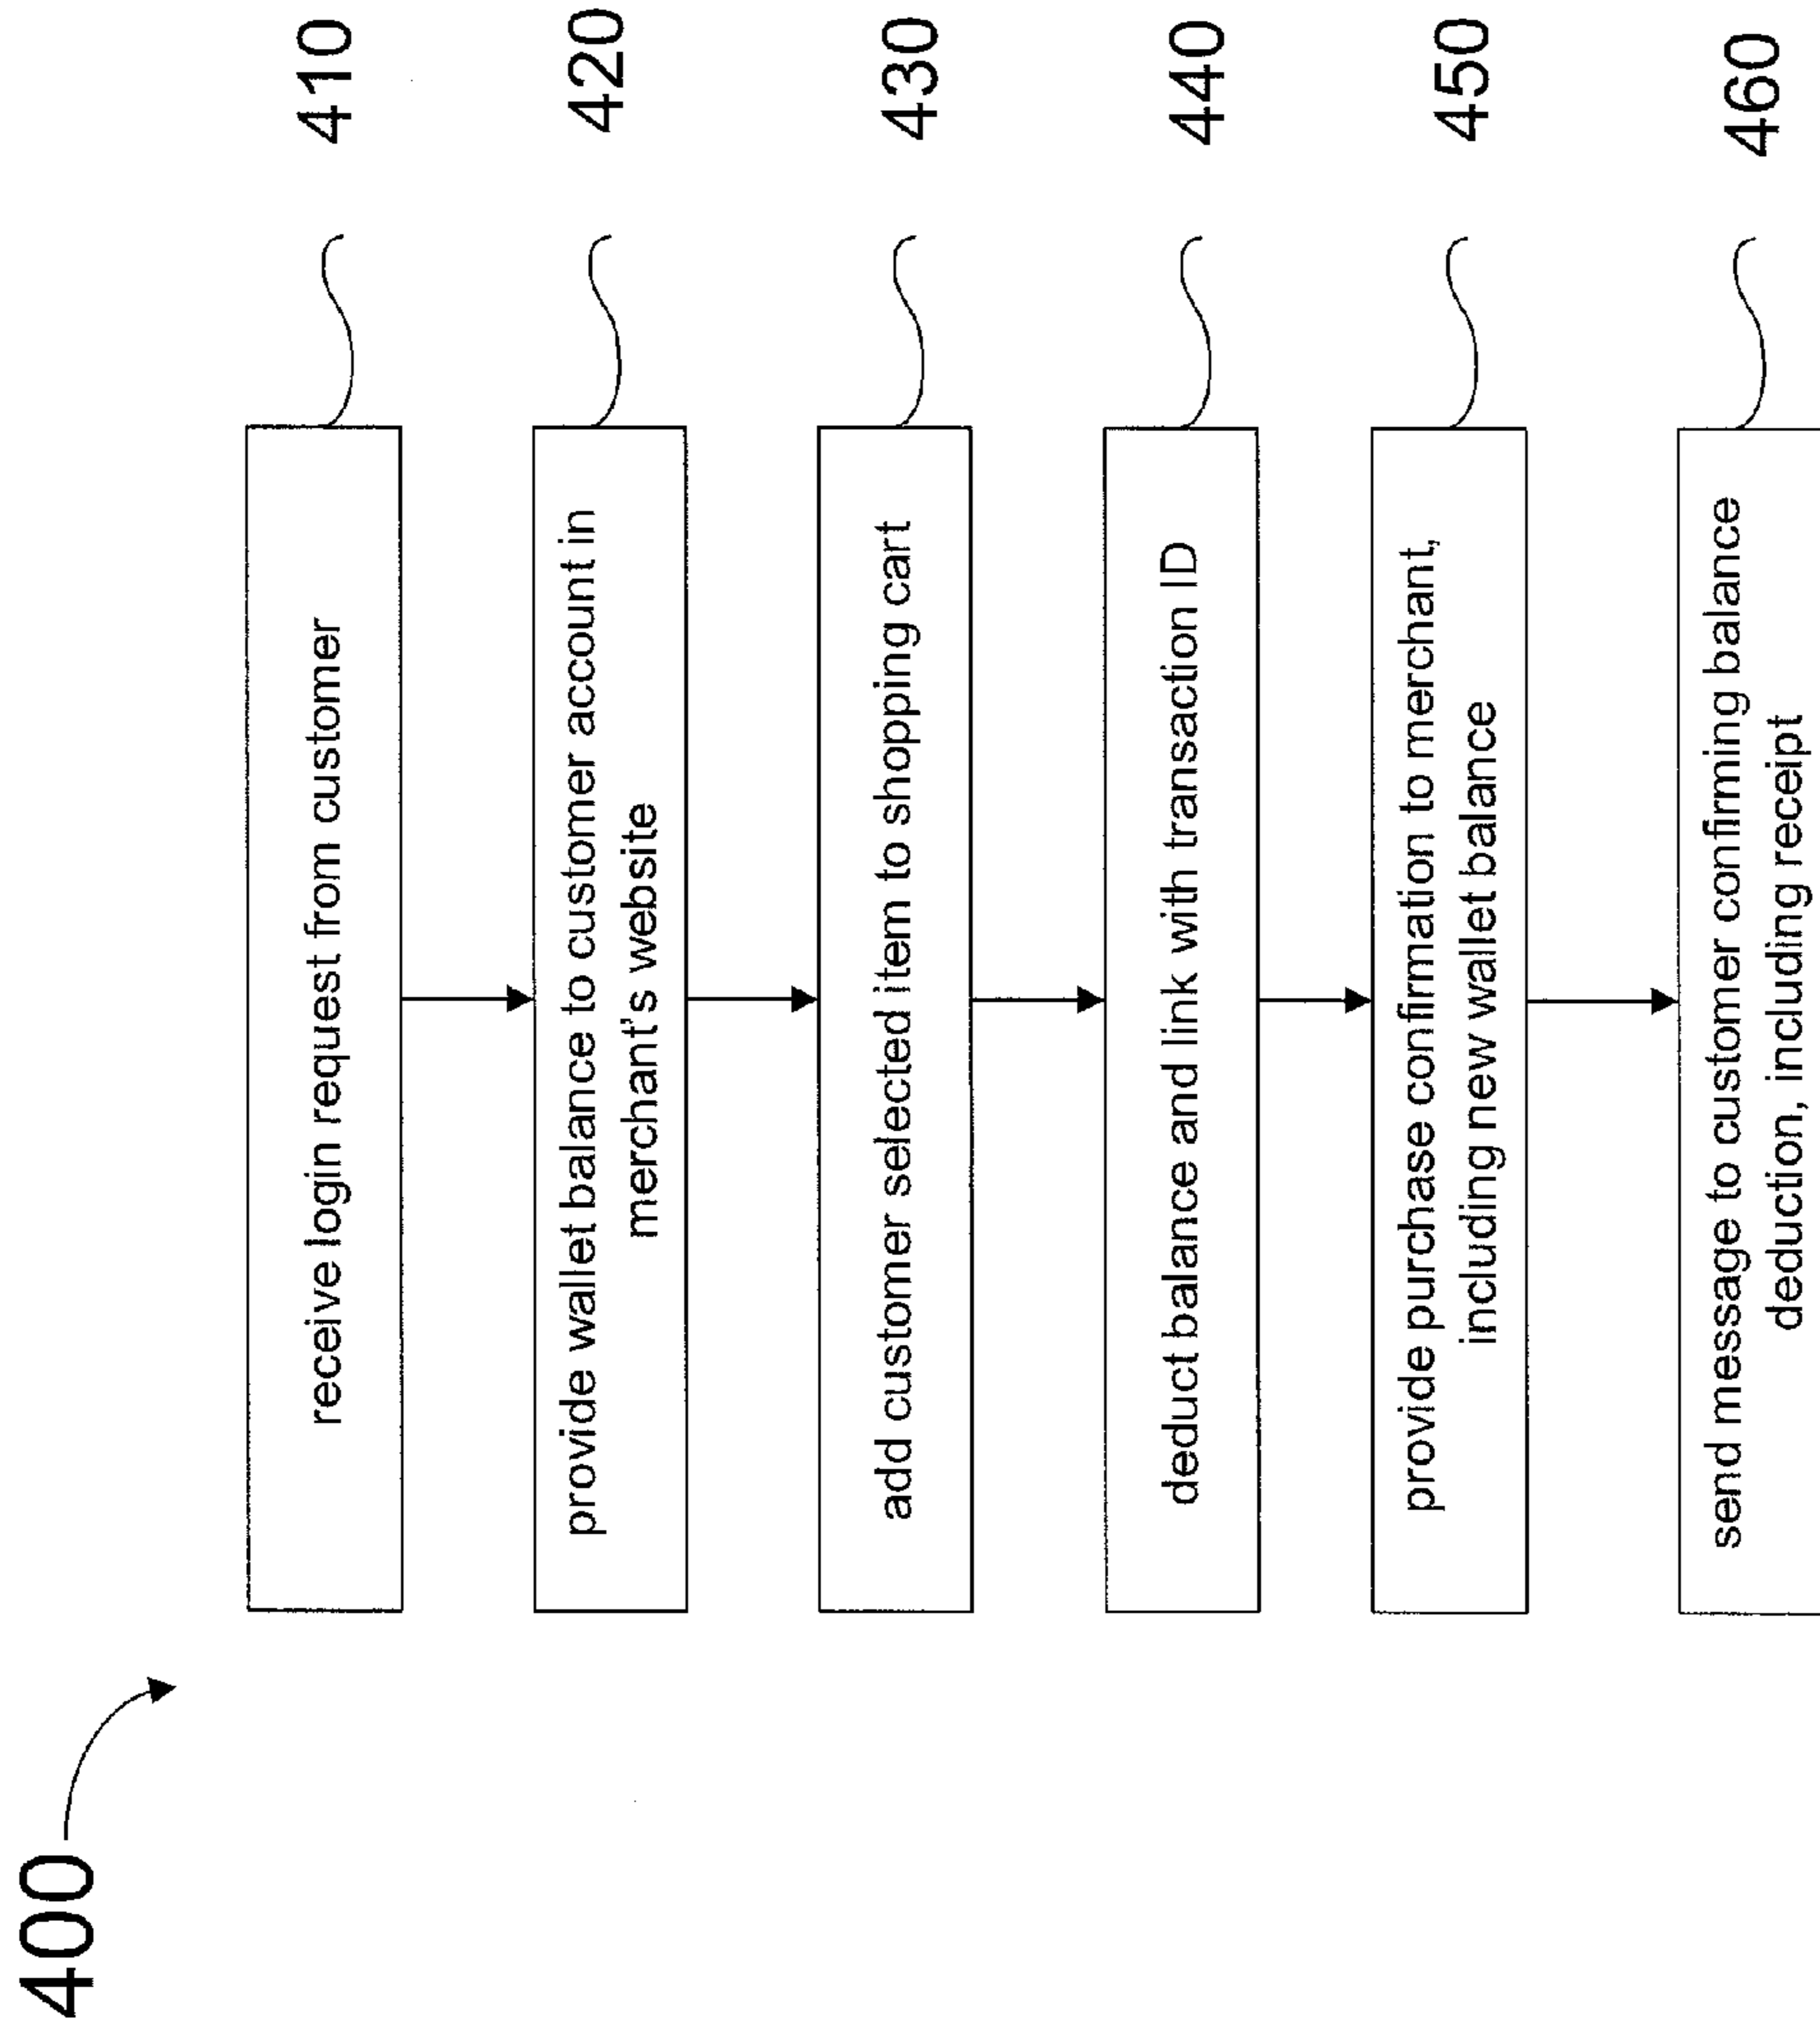 400
receive login request from customer
410
provide wallet balance to customer account in
merchant's website
420
add customer selected item to shopping cart
430
deduct balance and link with transaction ID
440
provide purchase confirmation to merchant,
including new wallet balance
450
send message to customer confirming balance
deduction, including receipt
460